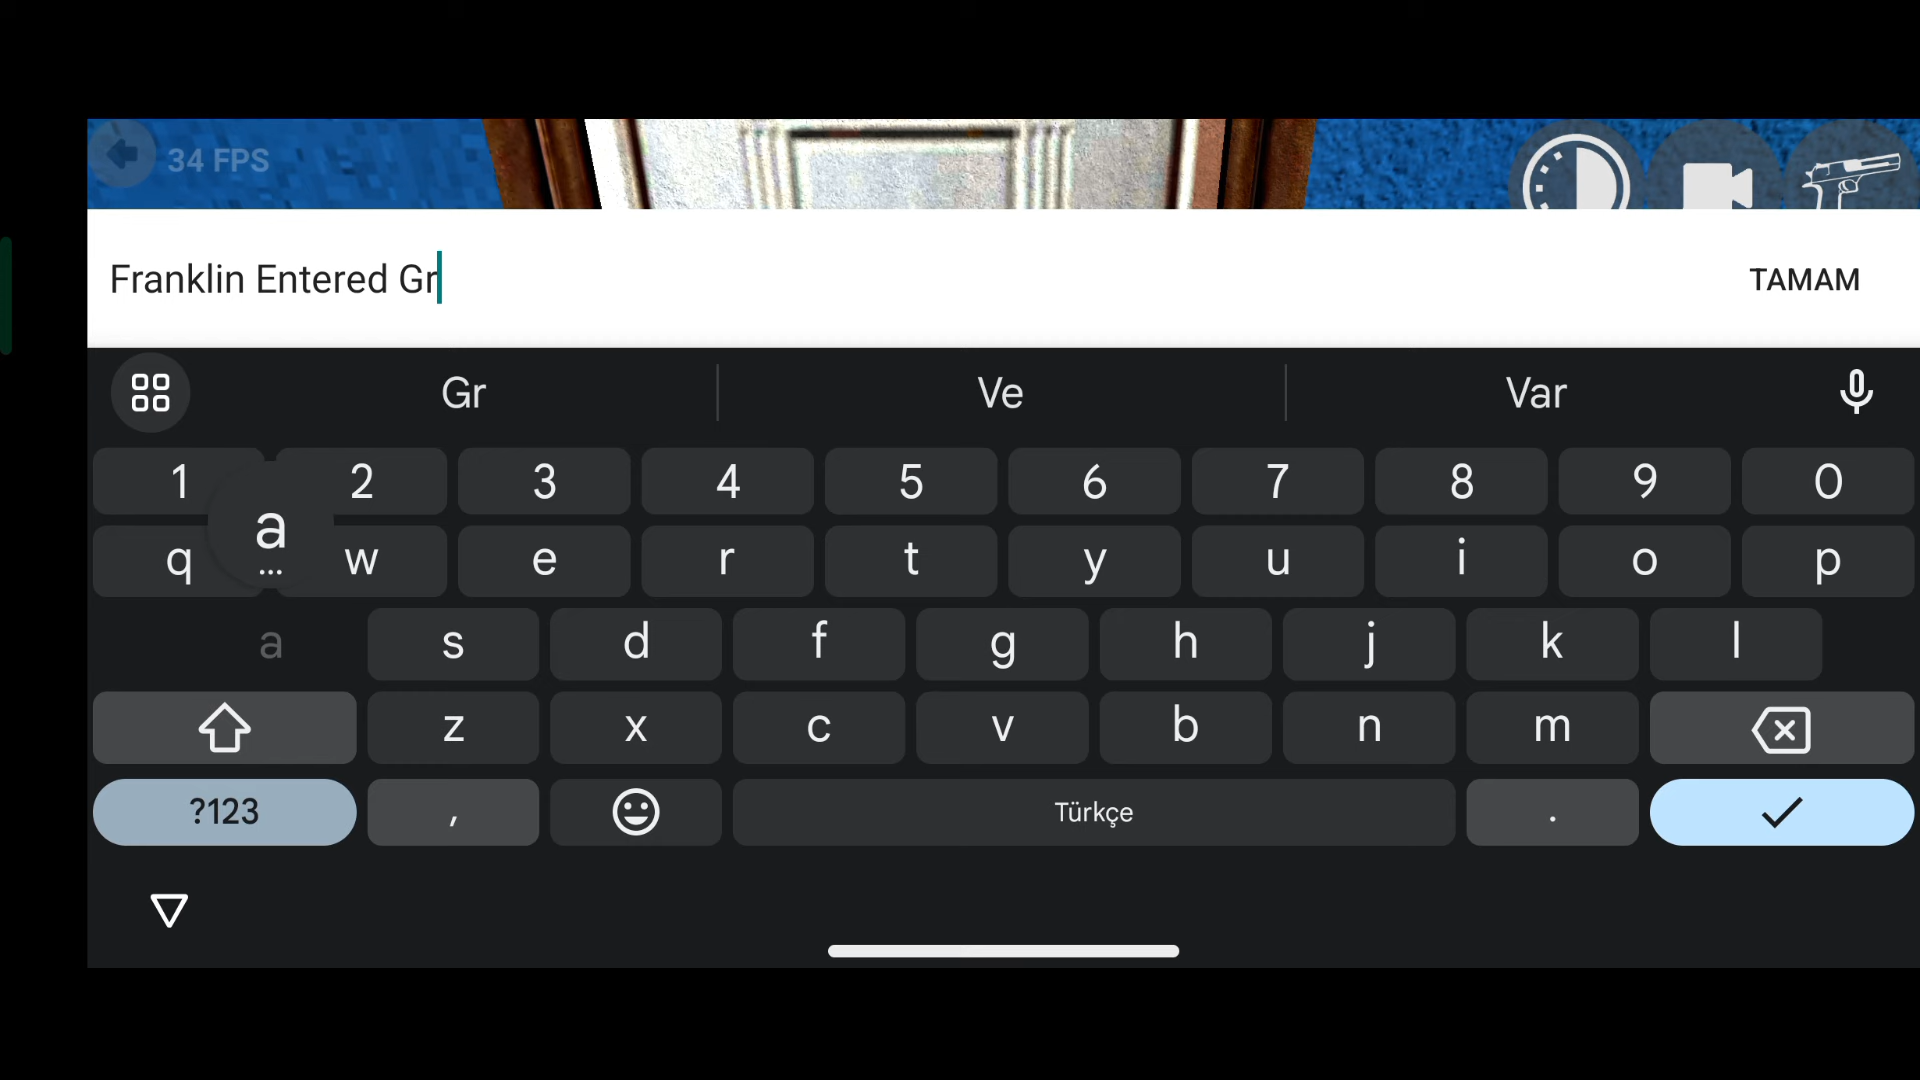 34 FPS
Franklin Entered Gr
TAMAM
Gr Ve Var
1 2 3 4 5 6 7 8 9 0
a
...
q w e r t y u i o p
a s d f g h j k l
z x c v b n m
?123 , Türkçe .